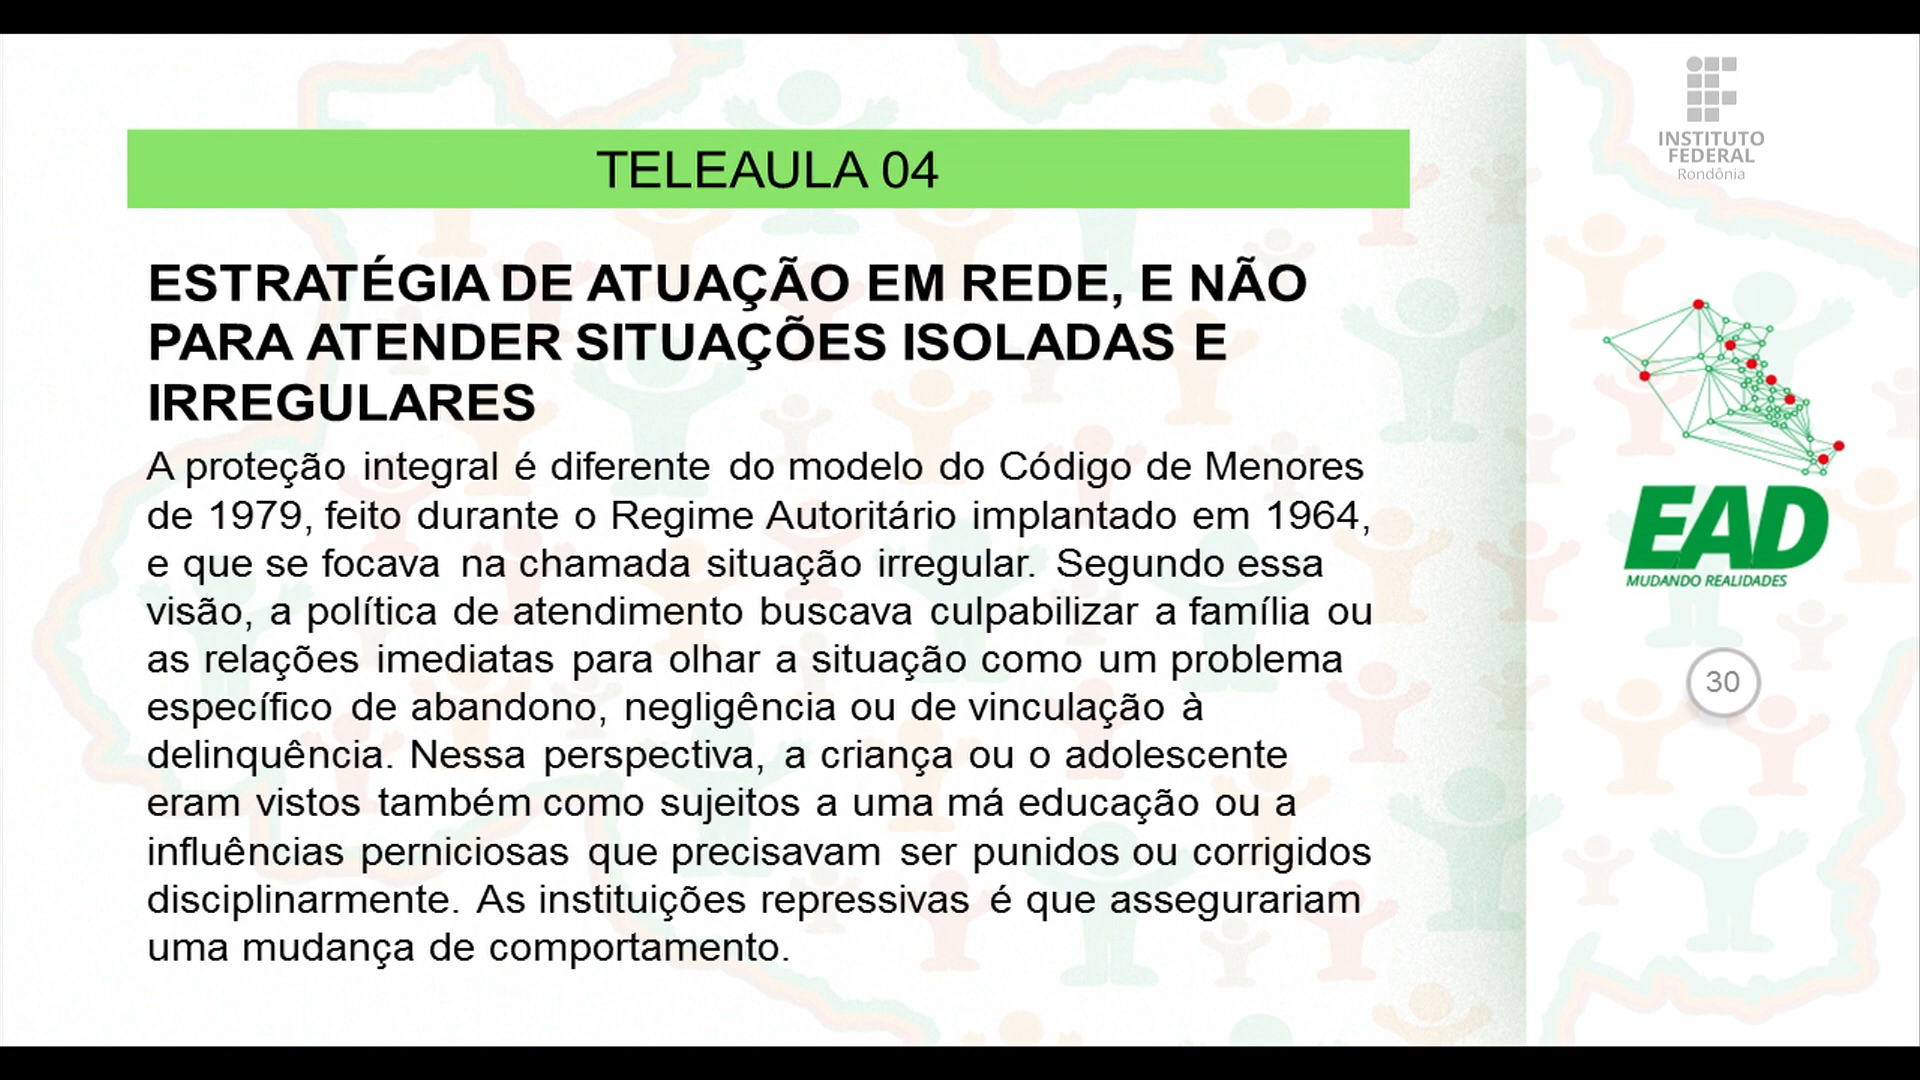 TELEAULA 04
ESTRATÉGIA DE ATUAÇÃO EM REDE, E NÃO
PARA ATENDER SITUAÇÕES ISOLADAS E
IRREGULARES
A proteção integral é diferente do modelo do Código de Menores
de 1979, feito durante o Regime Autoritário implantado em 1964,
e que se focava na chamada situação irregular. Segundo essa
visão, a política de atendimento buscava culpabilizar a família ou
as relações imediatas para olhar a situação como um problema
específico de abandono, negligência ou de vinculação à
delinquência. Nessa perspectiva, a criança ou o adolescente
eram vistos também como sujeitos a uma má educação ou a
influências perniciosas que precisavam ser punidos ou corrigidos
disciplinarmente. As instituições repressivas é que assegurariam
uma mudança de comportamento.
INSTITUTO
FEDERAL
Rondônia
EAD
MUDANDO REALIDADES
30